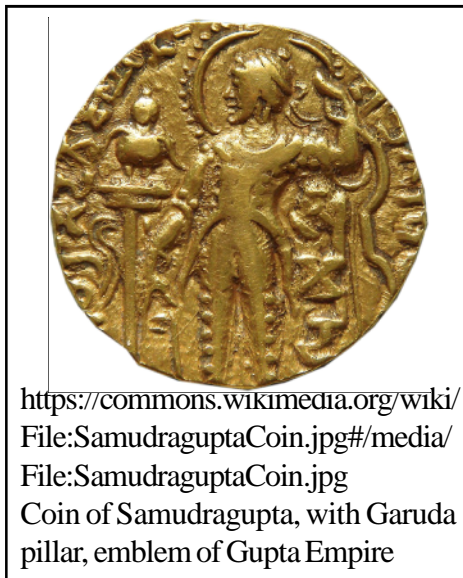 https://commons.wikimedia.org/wiki/
File:SamudraguptaCoin.jpg#/media/
File:SamudraguptaCoin.jpg
Coin of Samudragupta, with Garuda
pillar, emblem of Gupta Empire